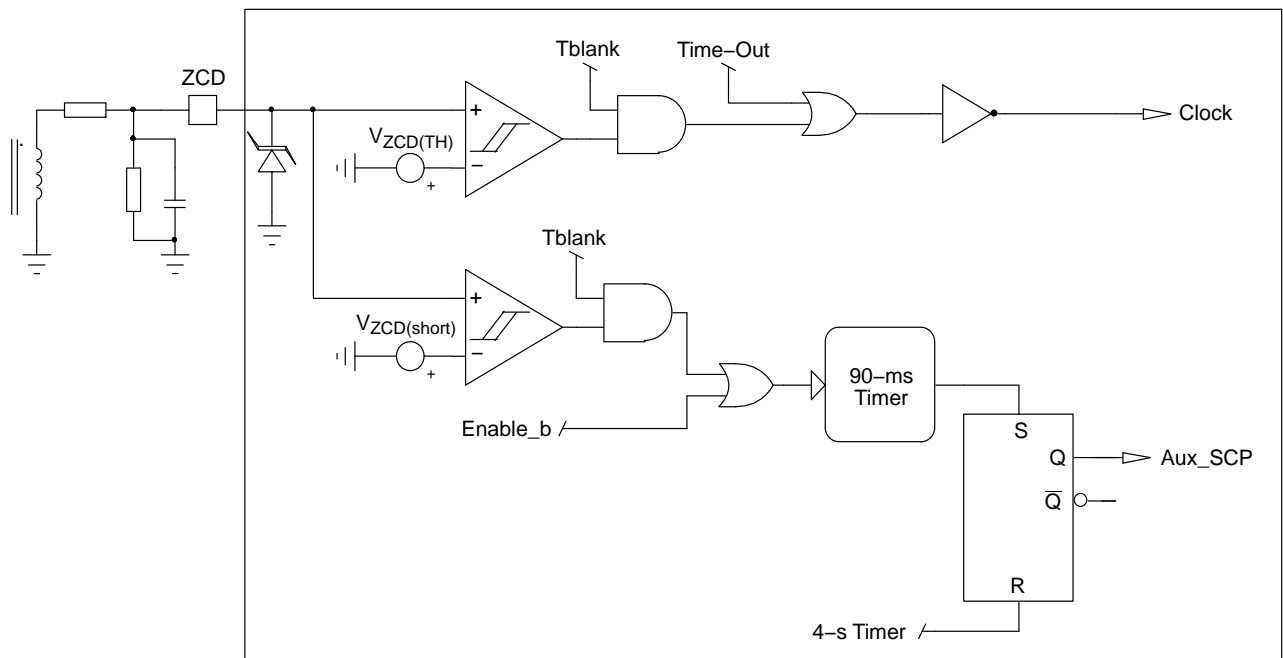 Tblank
Time−Out
ZCD
+
Clock
VZCD(TH)
−
+
Tblank
+
VZCD(short)
−
+
90−ms
Timer
Enable_b
S
Q
Aux_SCP
Q̅
R
4−s Timer